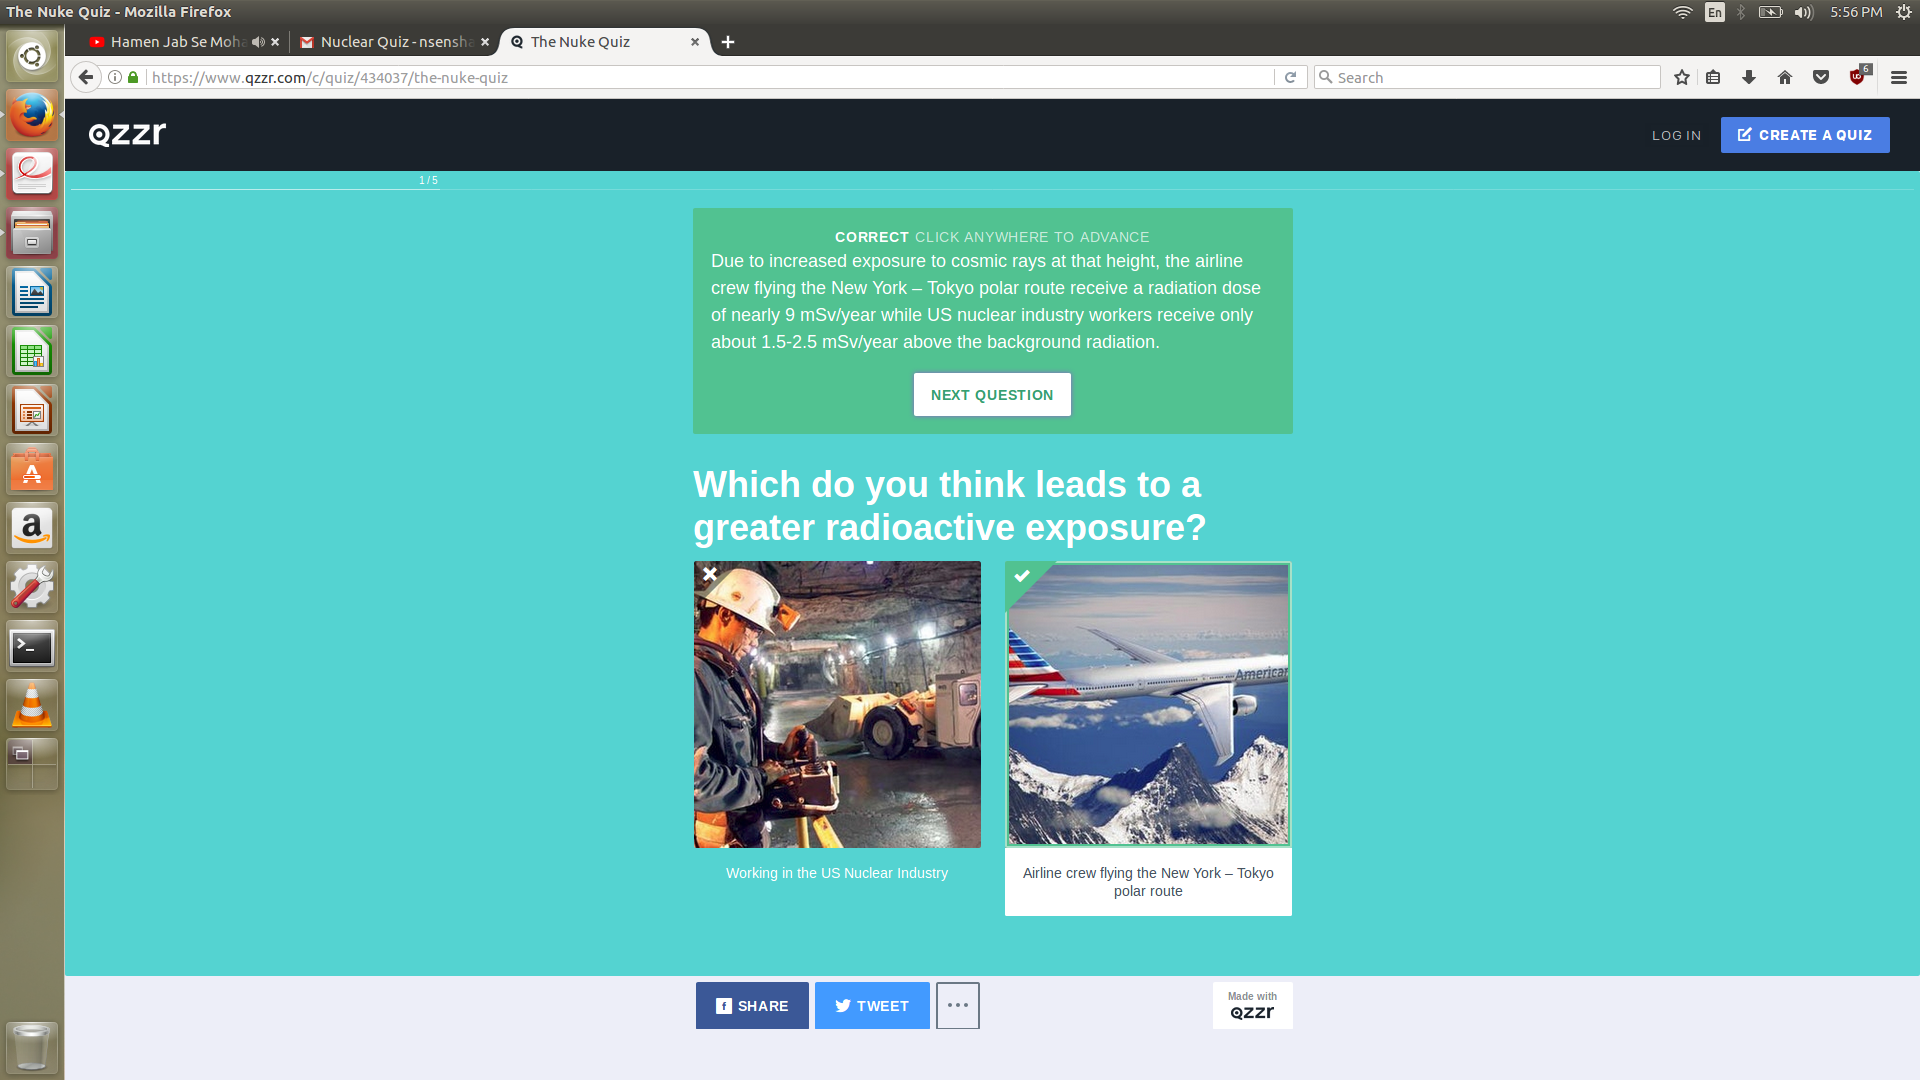 The Nuke Quiz - Mozilla Firefox
En
5:56 PM
Hamen Jab Se Moha
Nuclear Quiz - nsensha
The Nuke Quiz
https://www.qzzr.com/c/quiz/434037/the-nuke-quiz
Search
6
qzzr
LOG IN
CREATE A QUIZ
1 / 5
CORRECT CLICK ANYWHERE TO ADVANCE
Due to increased exposure to cosmic rays at that height, the airline
crew flying the New York – Tokyo polar route receive a radiation dose
of nearly 9 mSv/year while US nuclear industry workers receive only
about 1.5-2.5 mSv/year above the background radiation.
NEXT QUESTION
Which do you think leads to a
greater radioactive exposure?
American
Working in the US Nuclear Industry
Airline crew flying the New York – Tokyo
polar route
SHARE
TWEET
Made with
qzzr